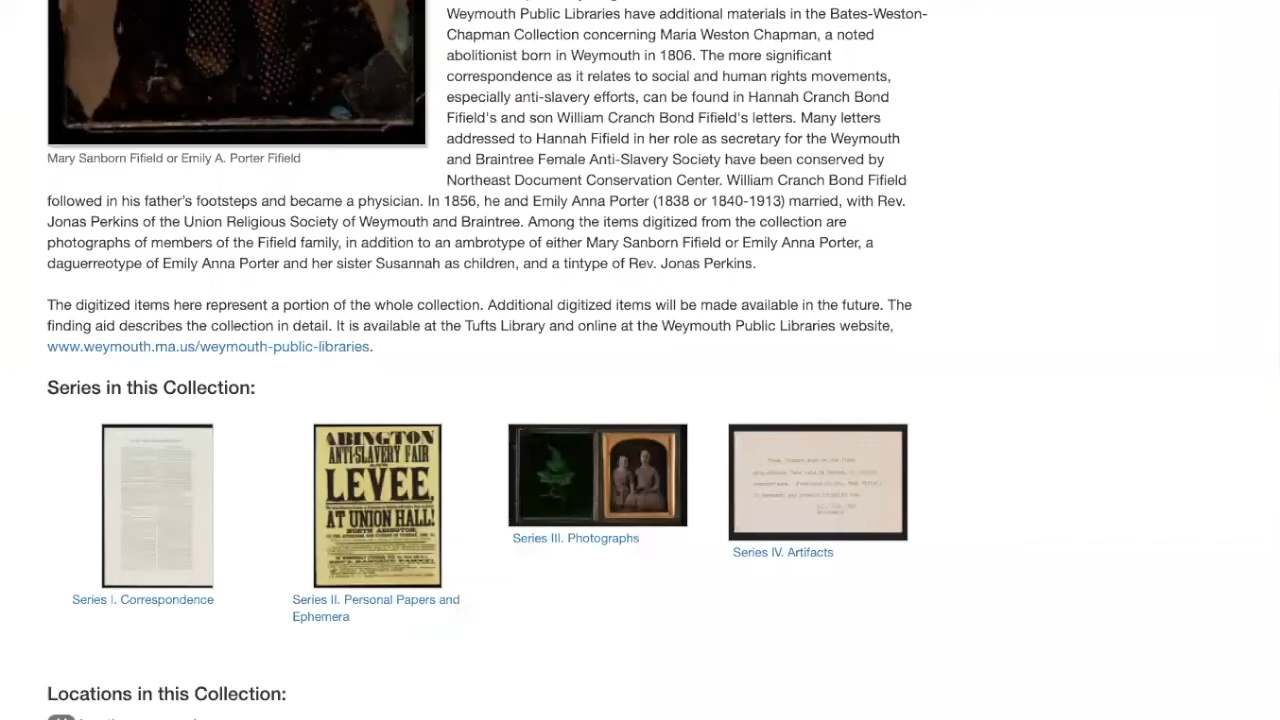 Weymouth Public Libraries have additional materials in the Bates-Weston-
Chapman Collection concerning Maria Weston Chapman, a noted
abolitionist born in Weymouth in 1806. The more significant
correspondence as it relates to social and human rights movements,
especially anti-slavery efforts, can be found in Hannah Cranch Bond
Fifield's and son William Cranch Bond Fifield's letters. Many letters
addressed to Hannah Fifield in her role as secretary for the Weymouth
and Braintree Female Anti-Slavery Society have been conserved by
Northeast Document Conservation Center. William Cranch Bond Fifield
Mary Sanborn Fifield or Emily A. Porter Fifield
followed in his father's footsteps and became a physician. In 1856, he and Emily Anna Porter (1838 or 1840-1913) married, with Rev.
Jonas Perkins of the Union Religious Society of Weymouth and Braintree. Among the items digitized from the collection are
photographs of members of the Fifield family, in addition to an ambrotype of either Mary Sanborn Fifield or Emily Anna Porter, a
daguerreotype of Emily Anna Porter and her sister Susannah as children, and a tintype of Rev. Jonas Perkins.
The digitized items here represent a portion of the whole collection. Additional digitized items will be made available in the future. The
finding aid describes the collection in detail. It is available at the Tufts Library and online at the Weymouth Public Libraries website,
www.weymouth.ma.us/weymouth-public-libraries.
Series in this Collection:
ABINGTON
ANTI-SLAVERY FAIR
AND
LEVEE,
AT UNION HALL!
NORTH ABINGTON,
Series I. Correspondence
Series II. Personal Papers and
Ephemera
Series III. Photographs
Series IV. Artifacts
Locations in this Collection: